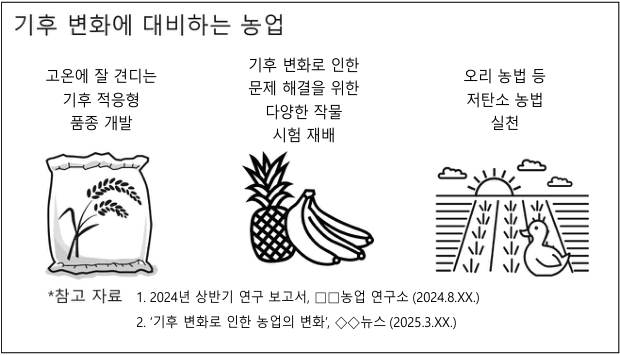 기후 변화에 대비하는 농업
고온에 잘 견디는
기후 적응형
품종 개발
기후 변화로 인한
문제 해결을 위한
다양한 작물
시험 재배
오리 농법 등
저탄소 농법
실천
*참고 자료 1. 2024년 상반기 연구 보고서, □□농업 연구소 (2024.8.XX.)
2. ‘기후 변화로 인한 농업의 변화’, ◇◇뉴스 (2025.3.XX.)